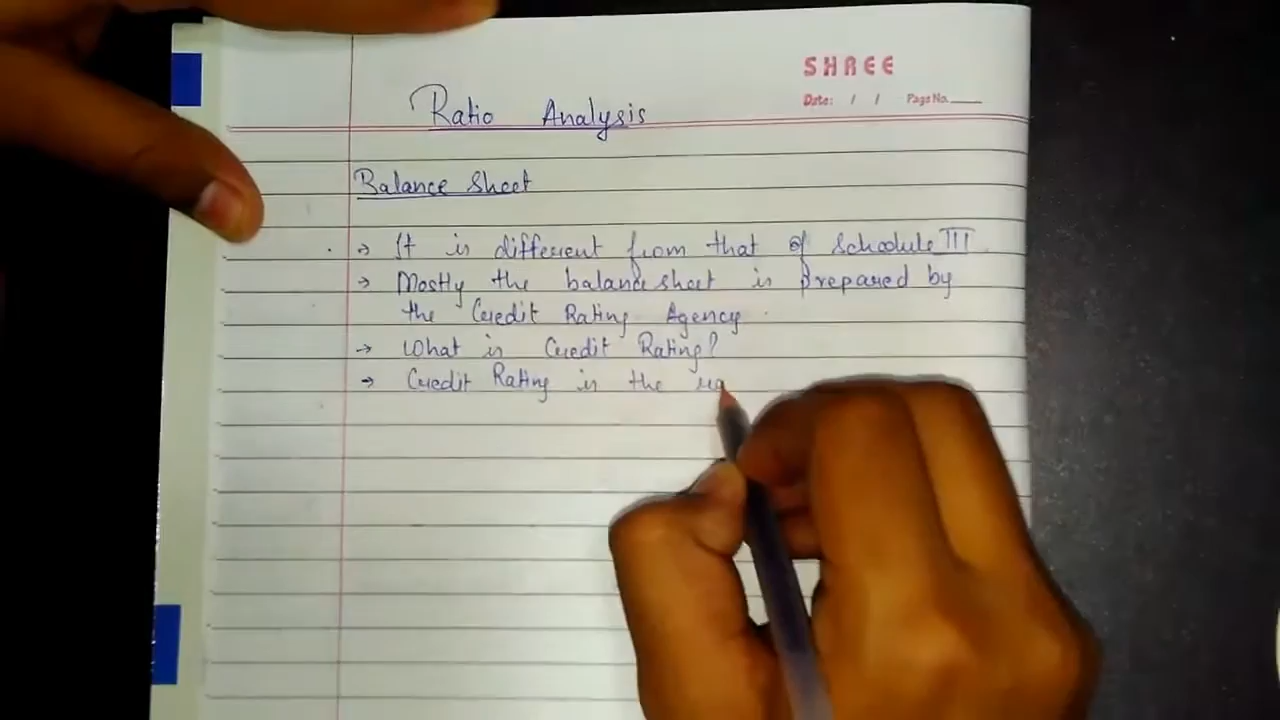 SHREE
Date: / / Page No.
Ratio Analysis
Balance Sheet
→ It is different from that of Schedule III
→ Mostly the balance sheet is prepared by
the Credit Rating Agency.
→ What is Credit Rating?
→ Credit Rating is the ra